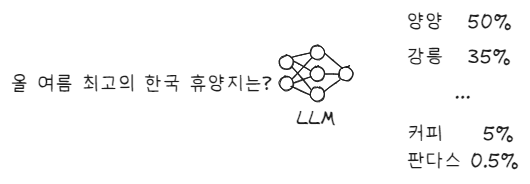 올 여름 최고의 한국 휴양지는?
LLM
양양 50%
강릉 35%
...
커피 5%
판다스 0.5%